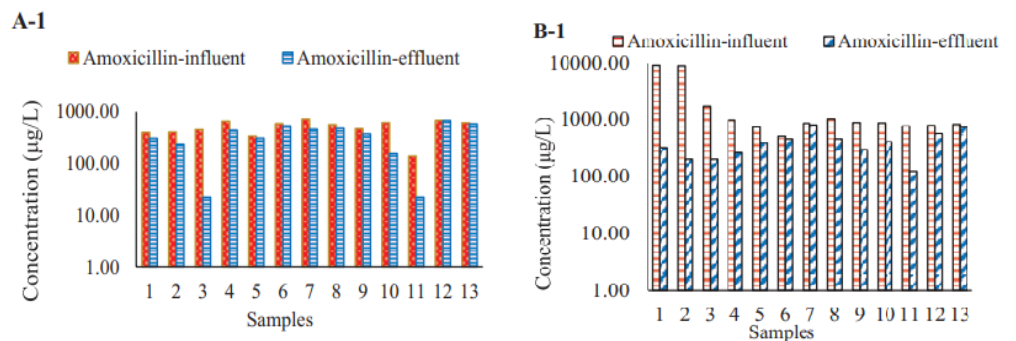 A-1
Amoxicillin-influent Amoxicillin-effluent
Concentration (µg/L)
1000.00
100.00
10.00
1.00
1 2 3 4 5 6 7 8 9 10 11 12 13
Samples
B-1
Amoxicillin-influent Amoxicillin-effluent
Concentration (µg/L)
10000.00
1000.00
100.00
10.00
1.00
1 2 3 4 5 6 7 8 9 10 11 12 13
Samples